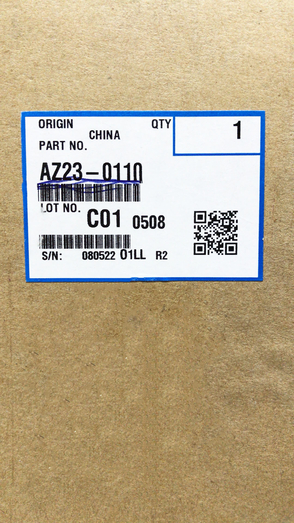 ORIGIN QTY 1
CHINA
PART NO.
AZ23-0110
LOT NO.
C01 0508
S/N: 080522 01LL R2